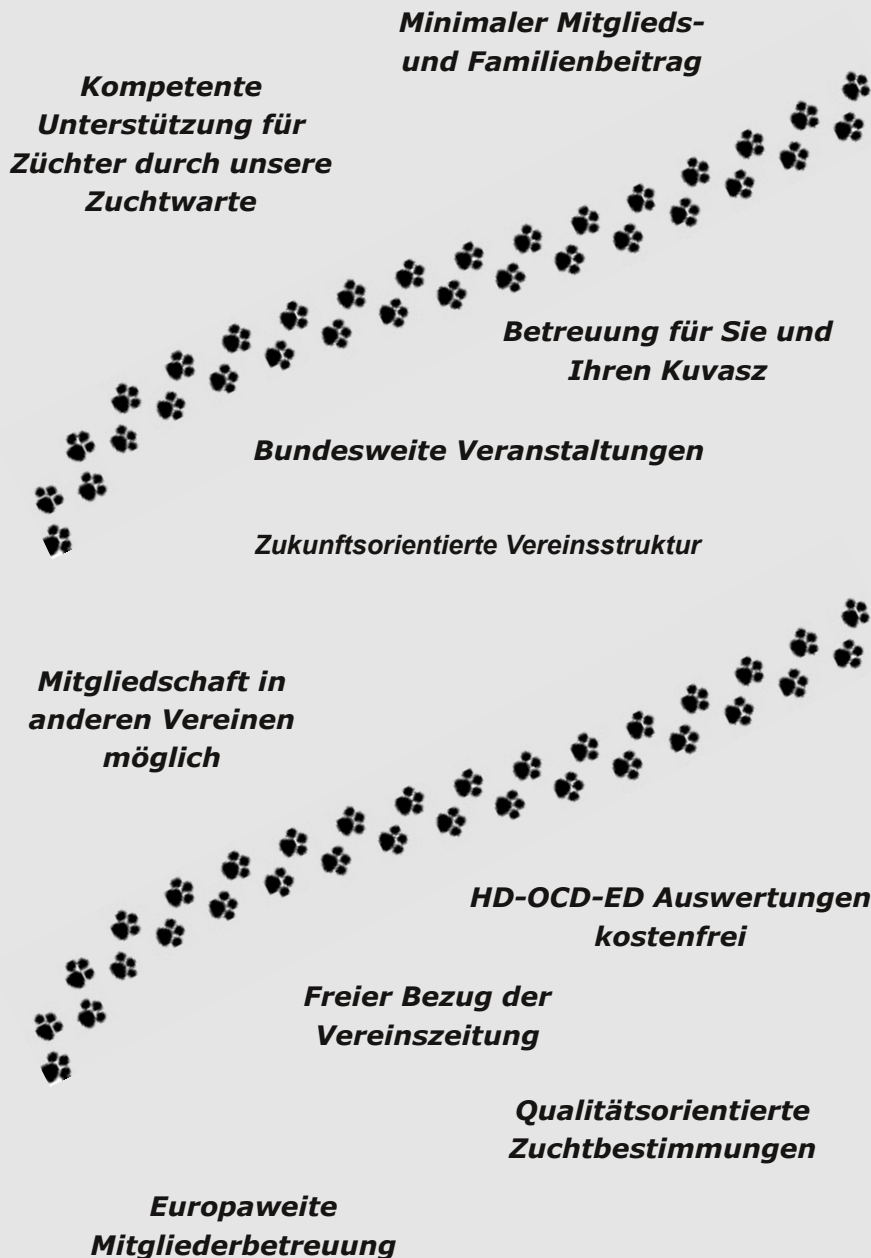 Minimaler Mitglieds-
und Familienbeitrag
Kompetente
Unterstützung für
Züchter durch unsere
Zuchtwarte
Betreuung für Sie und
Ihren Kuvasz
Bundesweite Veranstaltungen
Zukunftsorientierte Vereinsstruktur
Mitgliedschaft in
anderen Vereinen
möglich
HD-OCD-ED Auswertungen
kostenfrei
Freier Bezug der
Vereinszeitung
Qualitätsorientierte
Zuchtbestimmungen
Europaweite
Mitgliederbetreuung